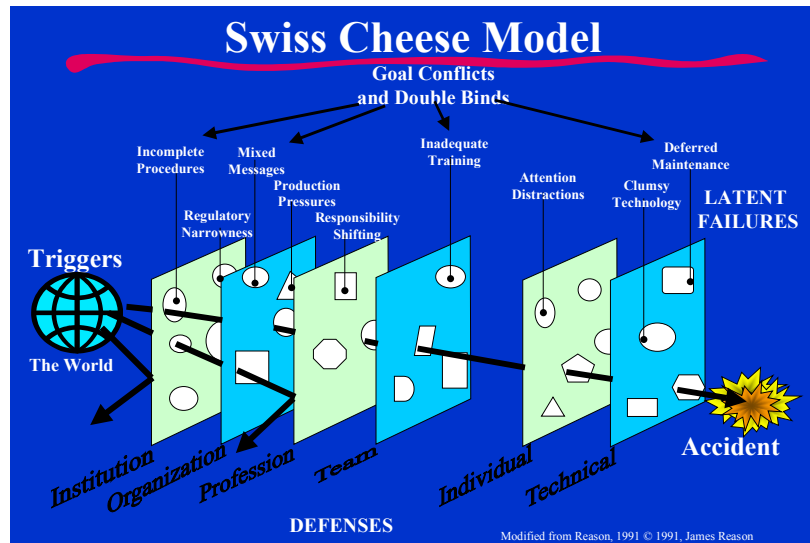 Swiss Cheese Model
Goal Conflicts
and Double Binds
Incomplete
Procedures
Mixed
Messages
Inadequate
Training
Deferred
Maintenance
Regulatory
Narrowness
Production
Pressures
Responsibility
Shifting
Attention
Distractions
Clumsy
Technology
LATENT
FAILURES
Triggers
The World
Accident
Institution
Organization
Profession
Team
Individual
Technical
DEFENSES
Modified from Reason, 1991 © 1991, James Reason